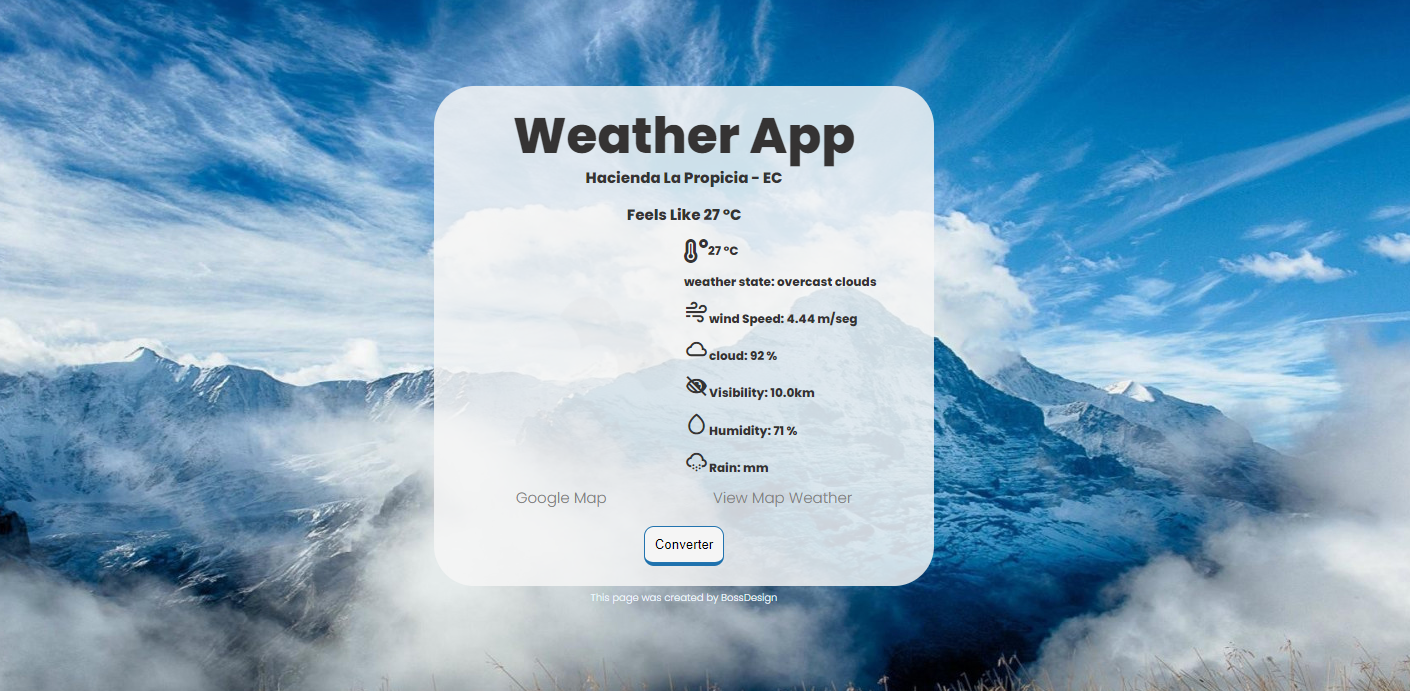 Weather App
Hacienda La Propicia - EC
Feels Like 27 °C
27 °C
weather state: overcast clouds
wind Speed: 4.44 m/seg
cloud: 92 %
Visibility: 10.0km
Humidity: 71 %
Rain: mm
Google Map View Map Weather
Converter
This page was created by BossDesign